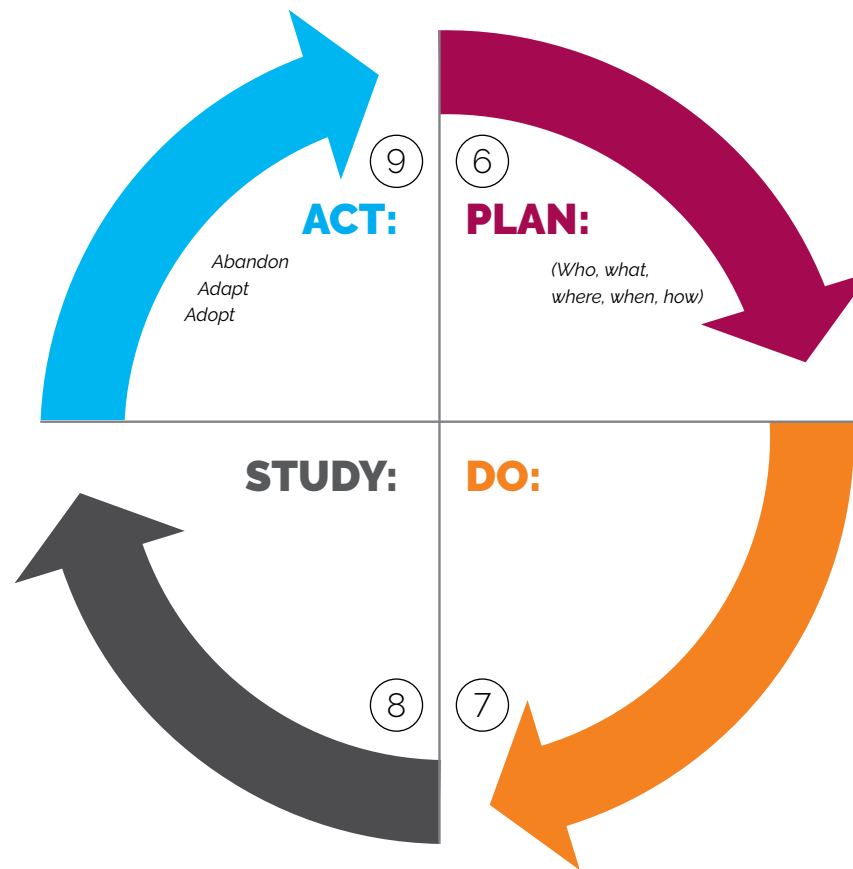 9
ACT:
Abandon
Adapt
Adopt
6
PLAN:
(Who, what,
where, when, how)
STUDY:
8
DO:
7